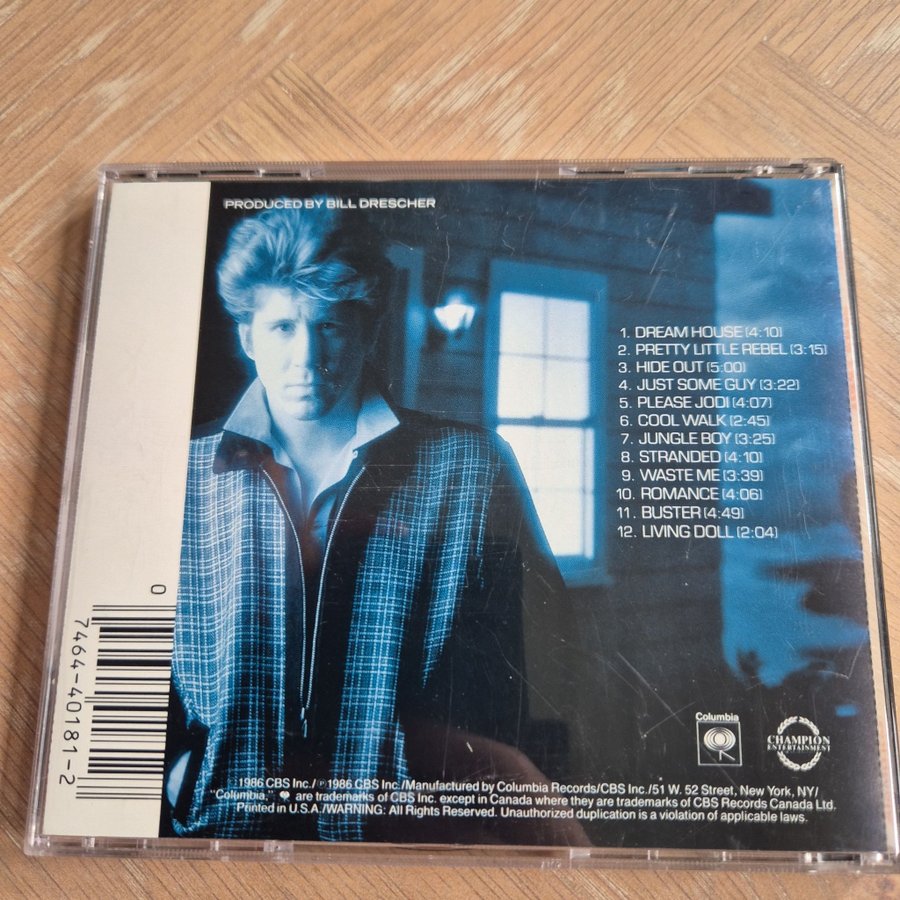 PRODUCED BY BILL DRESCHER
1. DREAM HOUSE (4:10)
2. PRETTY LITTLE REBEL (3:15)
3. HIDE OUT (5:00)
4. JUST SOME GUY (3:22)
5. PLEASE JODI (4:07)
6. COOL WALK (2:45)
7. JUNGLE BOY (3:25)
8. STRANDED (4:10)
9. WASTE ME (3:39)
10. ROMANCE (4:06)
11. BUSTER (4:49)
12. LIVING DOLL (2:04)
0 7464-40181-2
Columbia
CHAMPION
ENTERTAINMENT
©1986 CBS Inc./℗1986 CBS Inc./Manufactured by Columbia Records/CBS Inc./51 W. 52 Street, New York, NY/
"Columbia," ♥ are trademarks of CBS Inc. except in Canada where they are trademarks of CBS Records Canada Ltd.
Printed in U.S.A./WARNING: All Rights Reserved. Unauthorized duplication is a violation of applicable laws.